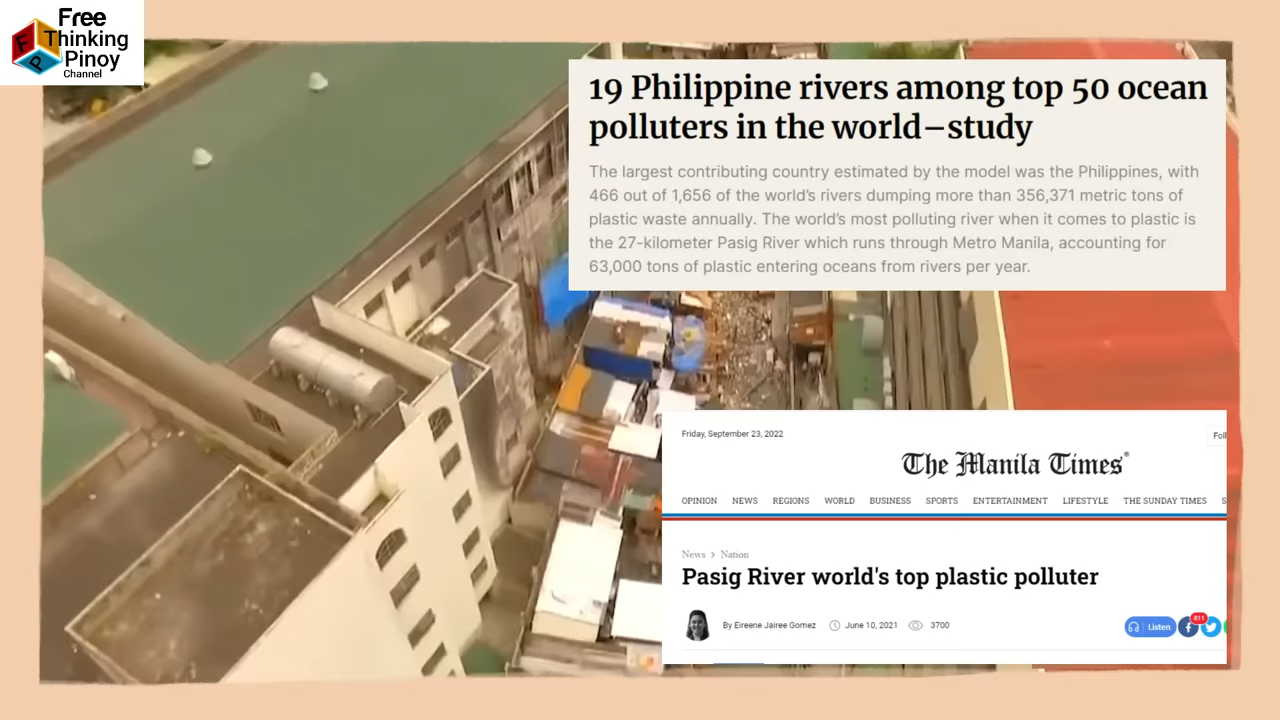 Free
Thinking
Pinoy
Channel
F
P
19 Philippine rivers among top 50 ocean
polluters in the world–study
The largest contributing country estimated by the model was the Philippines, with
466 out of 1,656 of the world's rivers dumping more than 356,371 metric tons of
plastic waste annually. The world's most polluting river when it comes to plastic is
the 27-kilometer Pasig River which runs through Metro Manila, accounting for
63,000 tons of plastic entering oceans from rivers per year.
Friday, September 23, 2022
Foll
The Manila Times®
OPINION NEWS REGIONS WORLD BUSINESS SPORTS ENTERTAINMENT LIFESTYLE THE SUNDAY TIMES S
News > Nation
Pasig River world's top plastic polluter
By Eireene Jairee Gomez June 10, 2021 3700 Listen 811